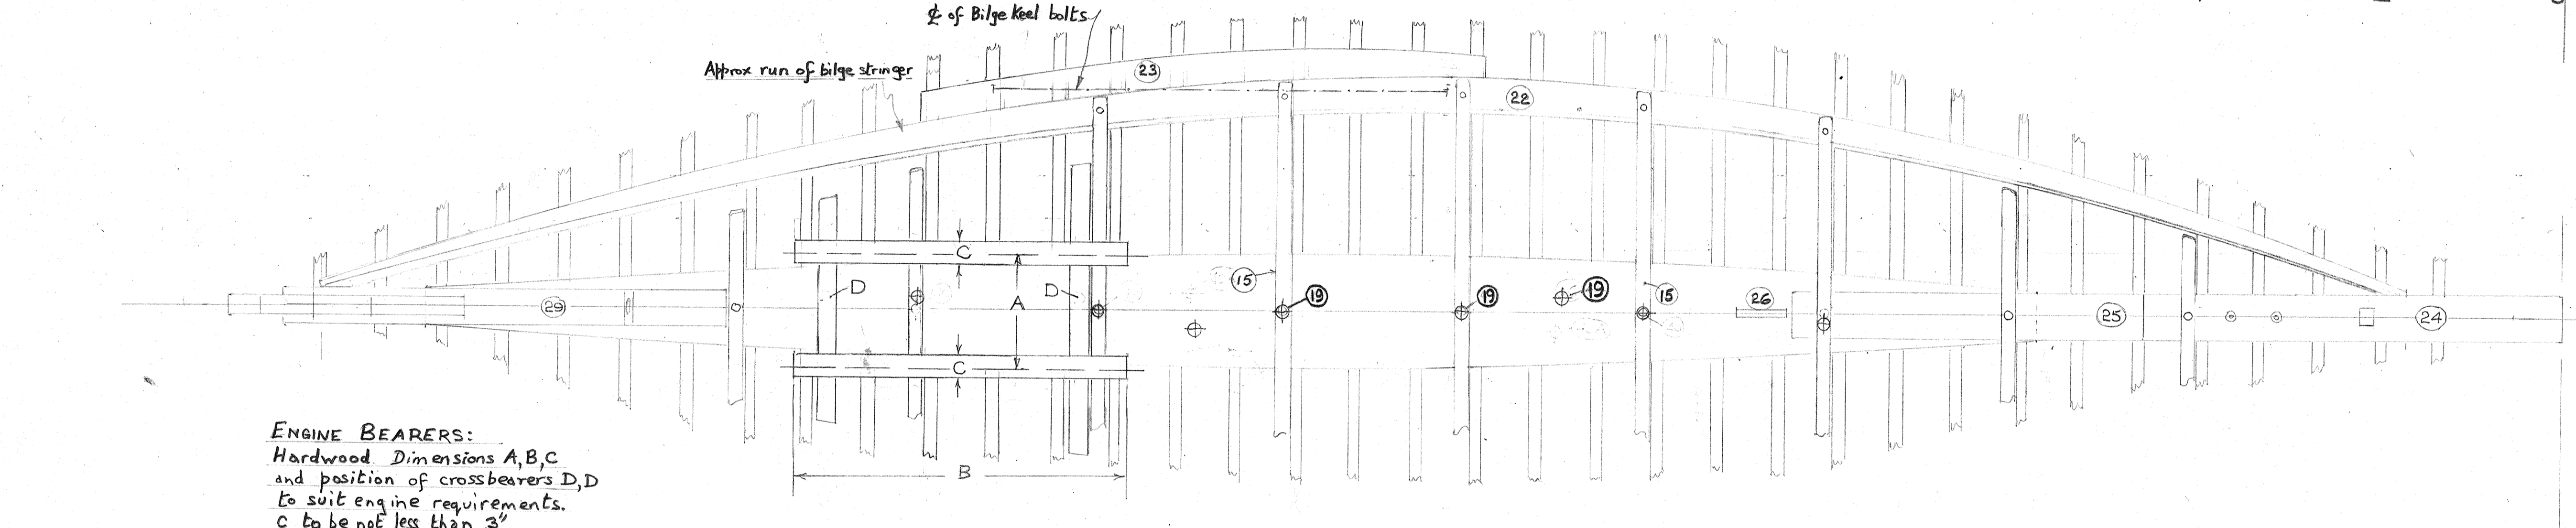 ℄ of Bilge Keel bolts
Approx run of bilge stringer
23
22
C
A
D
D
15
19
19
19
15
26
29
25
24
C
B
ENGINE BEARERS:
Hardwood Dimensions A,B,C
and position of crossbearers D,D
to suit engine requirements.
C to be not less than 3"